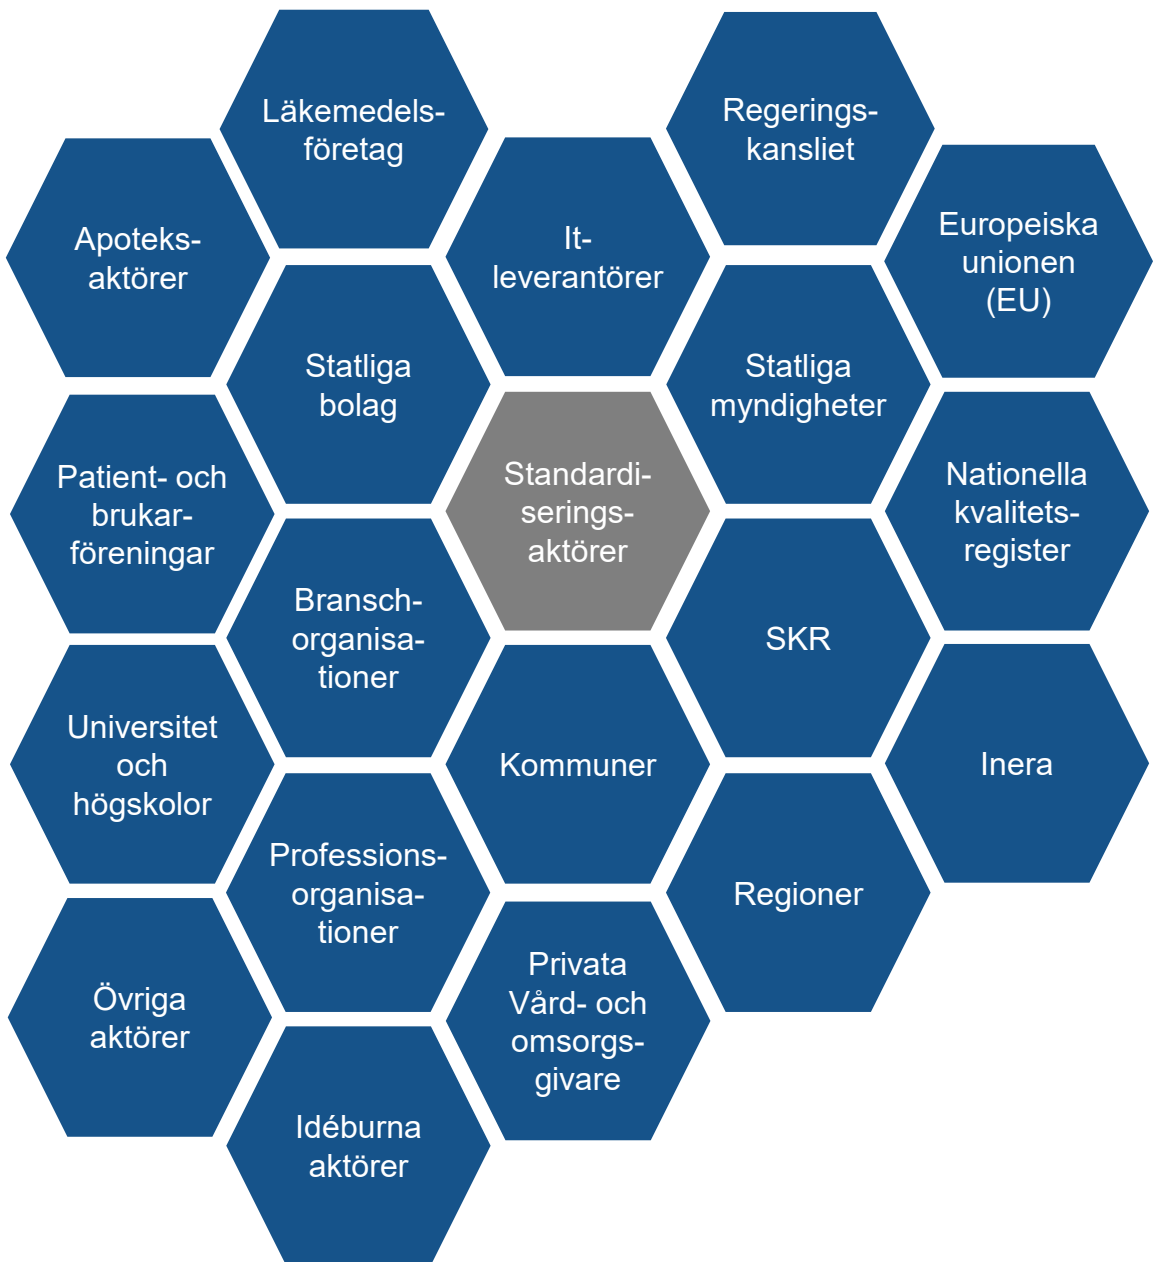 Läkemedels-
företag
Regerings-
kansliet
Apoteks-
aktörer
It-
leverantörer
Europeiska
unionen
(EU)
Statliga
bolag
Statliga
myndigheter
Patient- och
brukar-
föreningar
Standardi-
serings-
aktörer
Nationella
kvalitets-
register
Bransch-
organisa-
tioner
SKR
Universitet
och
högskolor
Kommuner
Inera
Professions-
organisa-
tioner
Regioner
Övriga
aktörer
Privata
Vård- och
omsorgs-
givare
Idéburna
aktörer